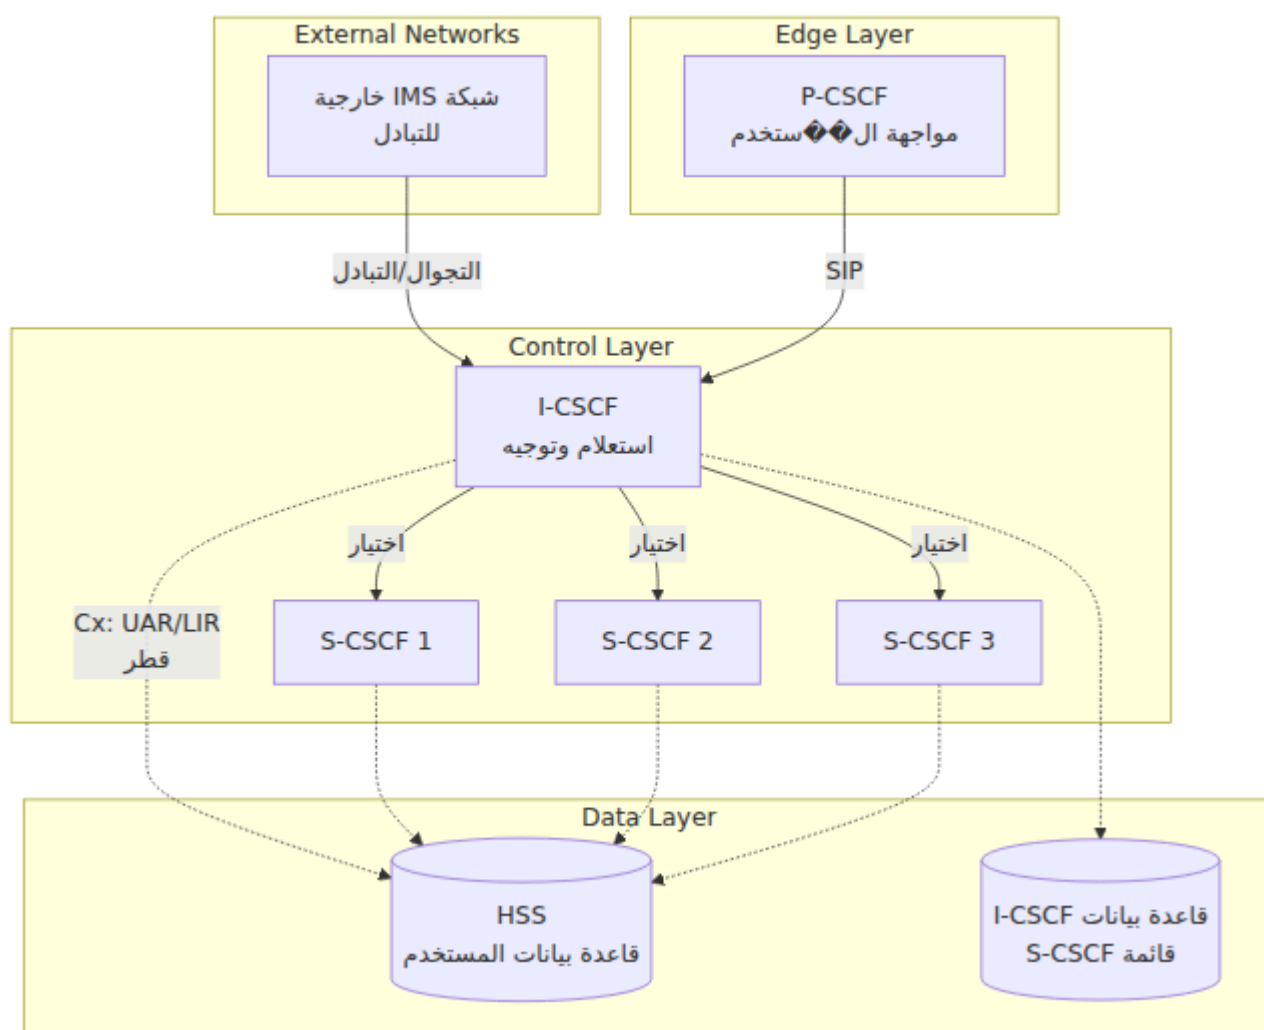 External Networks
شبكة IMS خارجية
للتبادل
Edge Layer
P-CSCF
مواجهة ال��ستخدم
التجوال/التبادل
SIP
Control Layer
I-CSCF
استعلام وتوجيه
اختيار
اختيار
اختيار
Cx: UAR/LIR
قطر
S-CSCF 1
S-CSCF 2
S-CSCF 3
Data Layer
HSS
قاعدة بيانات المستخدم
قاعدة بيانات I-CSCF
قائمة S-CSCF